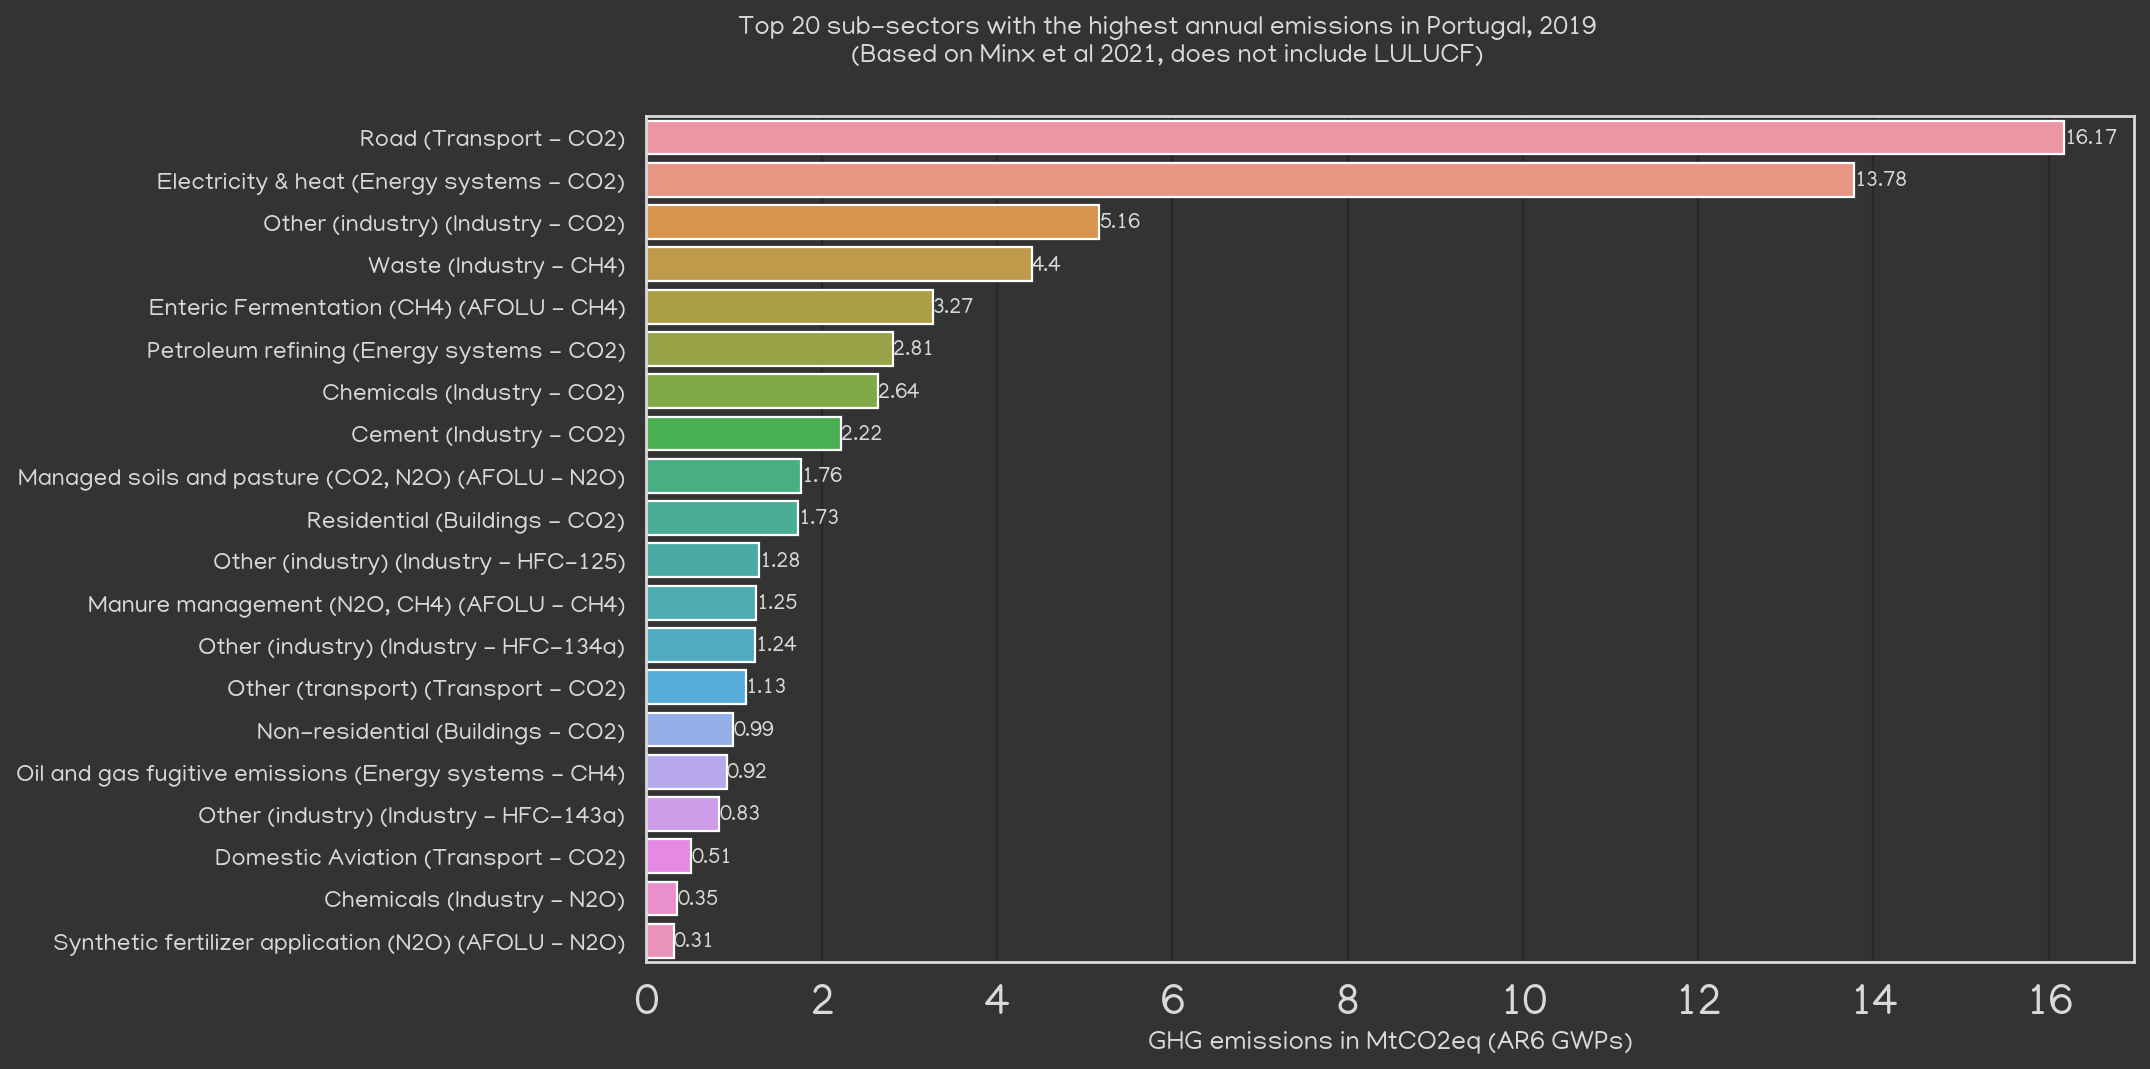 Top 20 sub-sectors with the highest annual emissions in Portugal, 2019
(Based on Minx et al 2021, does not include LULUCF)
Road (Transport - CO2) 16.17
Electricity & heat (Energy systems - CO2) 13.78
Other (industry) (Industry - CO2) 5.16
Waste (Industry - CH4) 4.4
Enteric Fermentation (CH4) (AFOLU - CH4) 3.27
Petroleum refining (Energy systems - CO2) 2.81
Chemicals (Industry - CO2) 2.64
Cement (Industry - CO2) 2.22
Managed soils and pasture (CO2, N2O) (AFOLU - N2O) 1.76
Residential (Buildings - CO2) 1.73
Other (industry) (Industry - HFC-125) 1.28
Manure management (N2O, CH4) (AFOLU - CH4) 1.25
Other (industry) (Industry - HFC-134a) 1.24
Other (transport) (Transport - CO2) 1.13
Non-residential (Buildings - CO2) 0.99
Oil and gas fugitive emissions (Energy systems - CH4) 0.92
Other (industry) (Industry - HFC-143a) 0.83
Domestic Aviation (Transport - CO2) 0.51
Chemicals (Industry - N2O) 0.35
Synthetic fertilizer application (N2O) (AFOLU - N2O) 0.31
0 2 4 6 8 10 12 14 16
GHG emissions in MtCO2eq (AR6 GWPs)